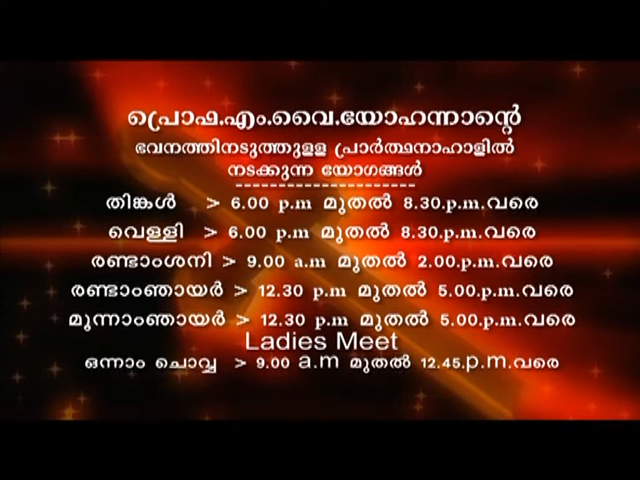 പ്രൊഫ.എം.വൈ.യോഹന്നാന്റെ
ഭവനത്തിനടുത്തുളള പ്രാർത്ഥനാഹാളിൽ
നടക്കുന്ന യോഗങ്ങൾ
--------------------
തിങ്കൾ > 6.00 p.m മുതൽ 8.30.p.m.വരെ
വെള്ളി > 6.00 p.m മുതൽ 8.30.p.m.വരെ
രണ്ടാംശനി > 9.00 a.m മുതൽ 2.00.p.m.വരെ
രണ്ടാംഞായർ > 12.30 p.m മുതൽ 5.00.p.m.വരെ
മൂന്നാംഞായർ > 12.30 p.m മുതൽ 5.00.p.m.വരെ
Ladies Meet
ഒന്നാം ചൊവ്വ > 9.00 a.m മുതൽ 12.45.p.m.വരെ